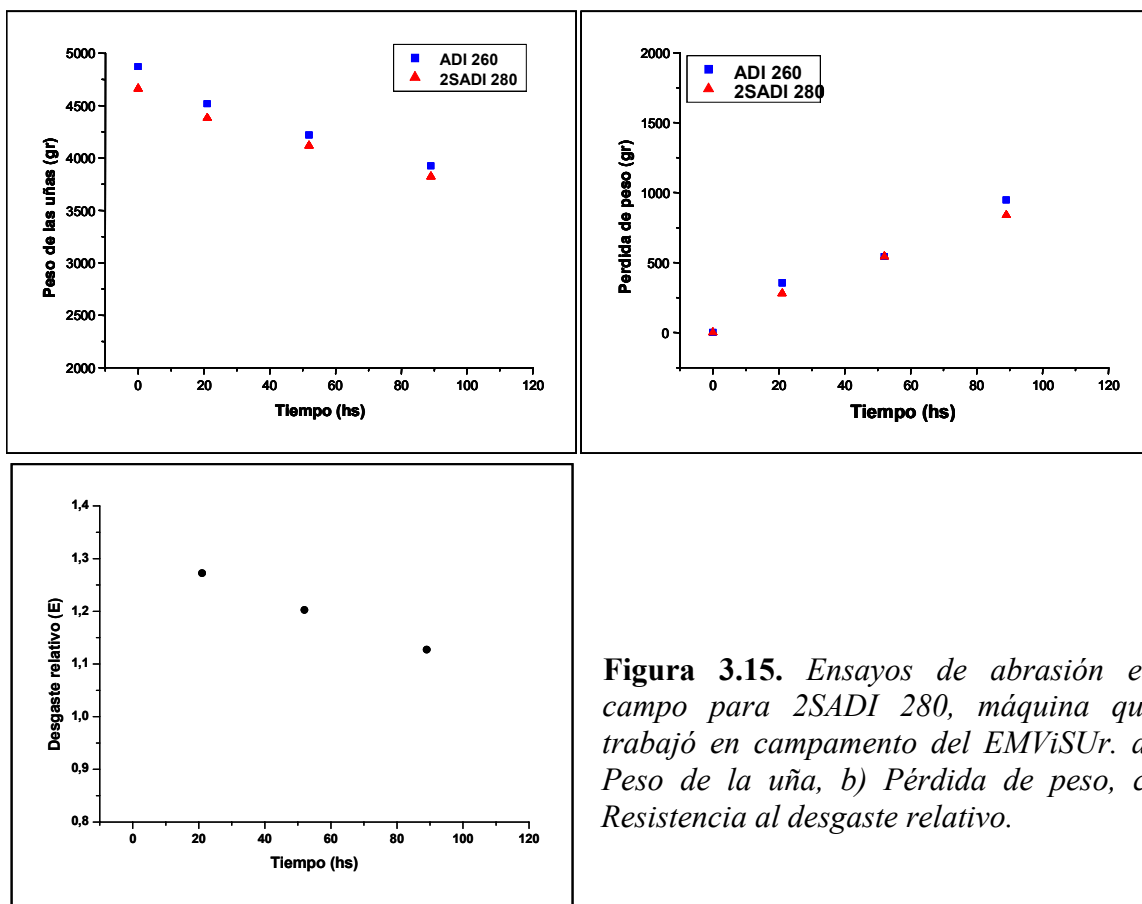 5000
4500
4000
3500
3000
2500
2000
Peso de las uñas (gr)
0 20 40 60 80 100 120
Tiempo (hs)
ADI 260
2SADI 280
2000
1500
1000
500
0
Perdida de peso (gr)
0 20 40 60 80 100 120
Tiempo (hs)
ADI 260
2SADI 280
1,4
1,3
1,2
1,1
1,0
0,9
0,8
Desgaste relativo (E)
0 20 40 60 80 100 120
Tiempo (hs)
Figura 3.15. Ensayos de abrasión e
campo para 2SADI 280, máquina qu
trabajó en campamento del EMViSUr. a
Peso de la uña, b) Pérdida de peso, c
Resistencia al desgaste relativo.